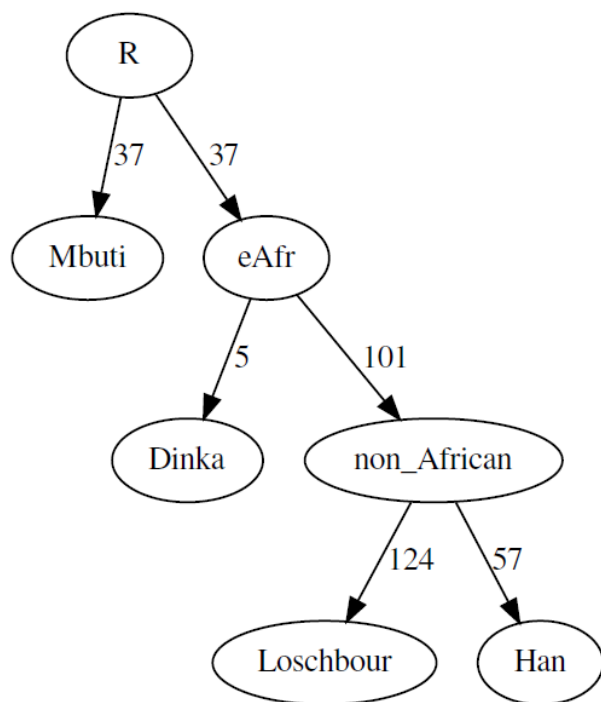 R
37 37
Mbuti eAfr
5 101
Dinka non_African
124 57
Loschbour Han